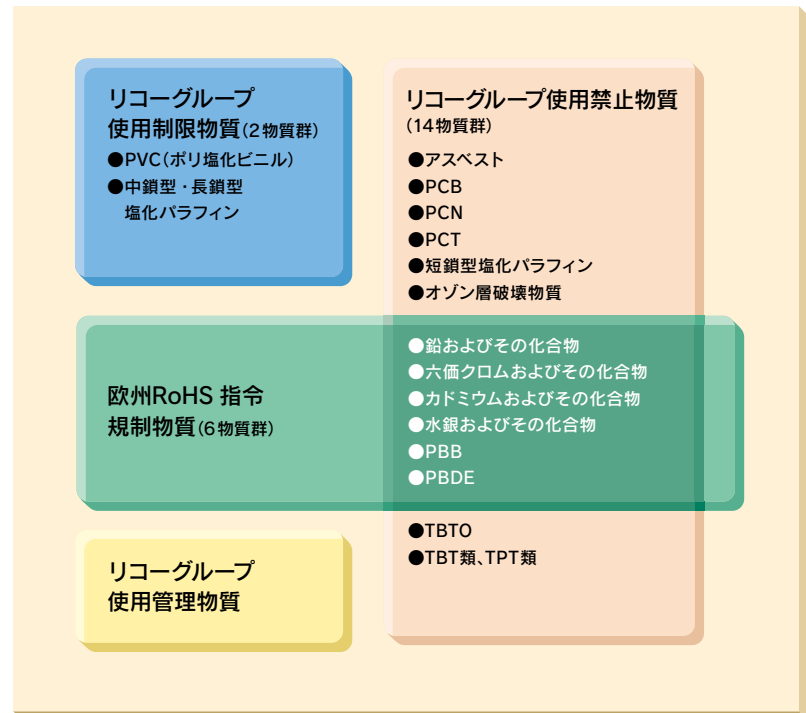 リコーグループ
使用制限物質(2物質群)
●PVC(ポリ塩化ビニル)
●中鎖型・長鎖型
塩化パラフィン
リコーグループ使用禁止物質
(14物質群)
●アスベスト
●PCB
●PCN
●PCT
●短鎖型塩化パラフィン
●オゾン層破壊物質
欧州RoHS 指令
規制物質(6物質群)
●鉛およびその化合物
●六価クロムおよびその化合物
●カドミウムおよびその化合物
●水銀およびその化合物
●PBB
●PBDE
●TBTO
●TBT類、TPT類
リコーグループ
使用管理物質